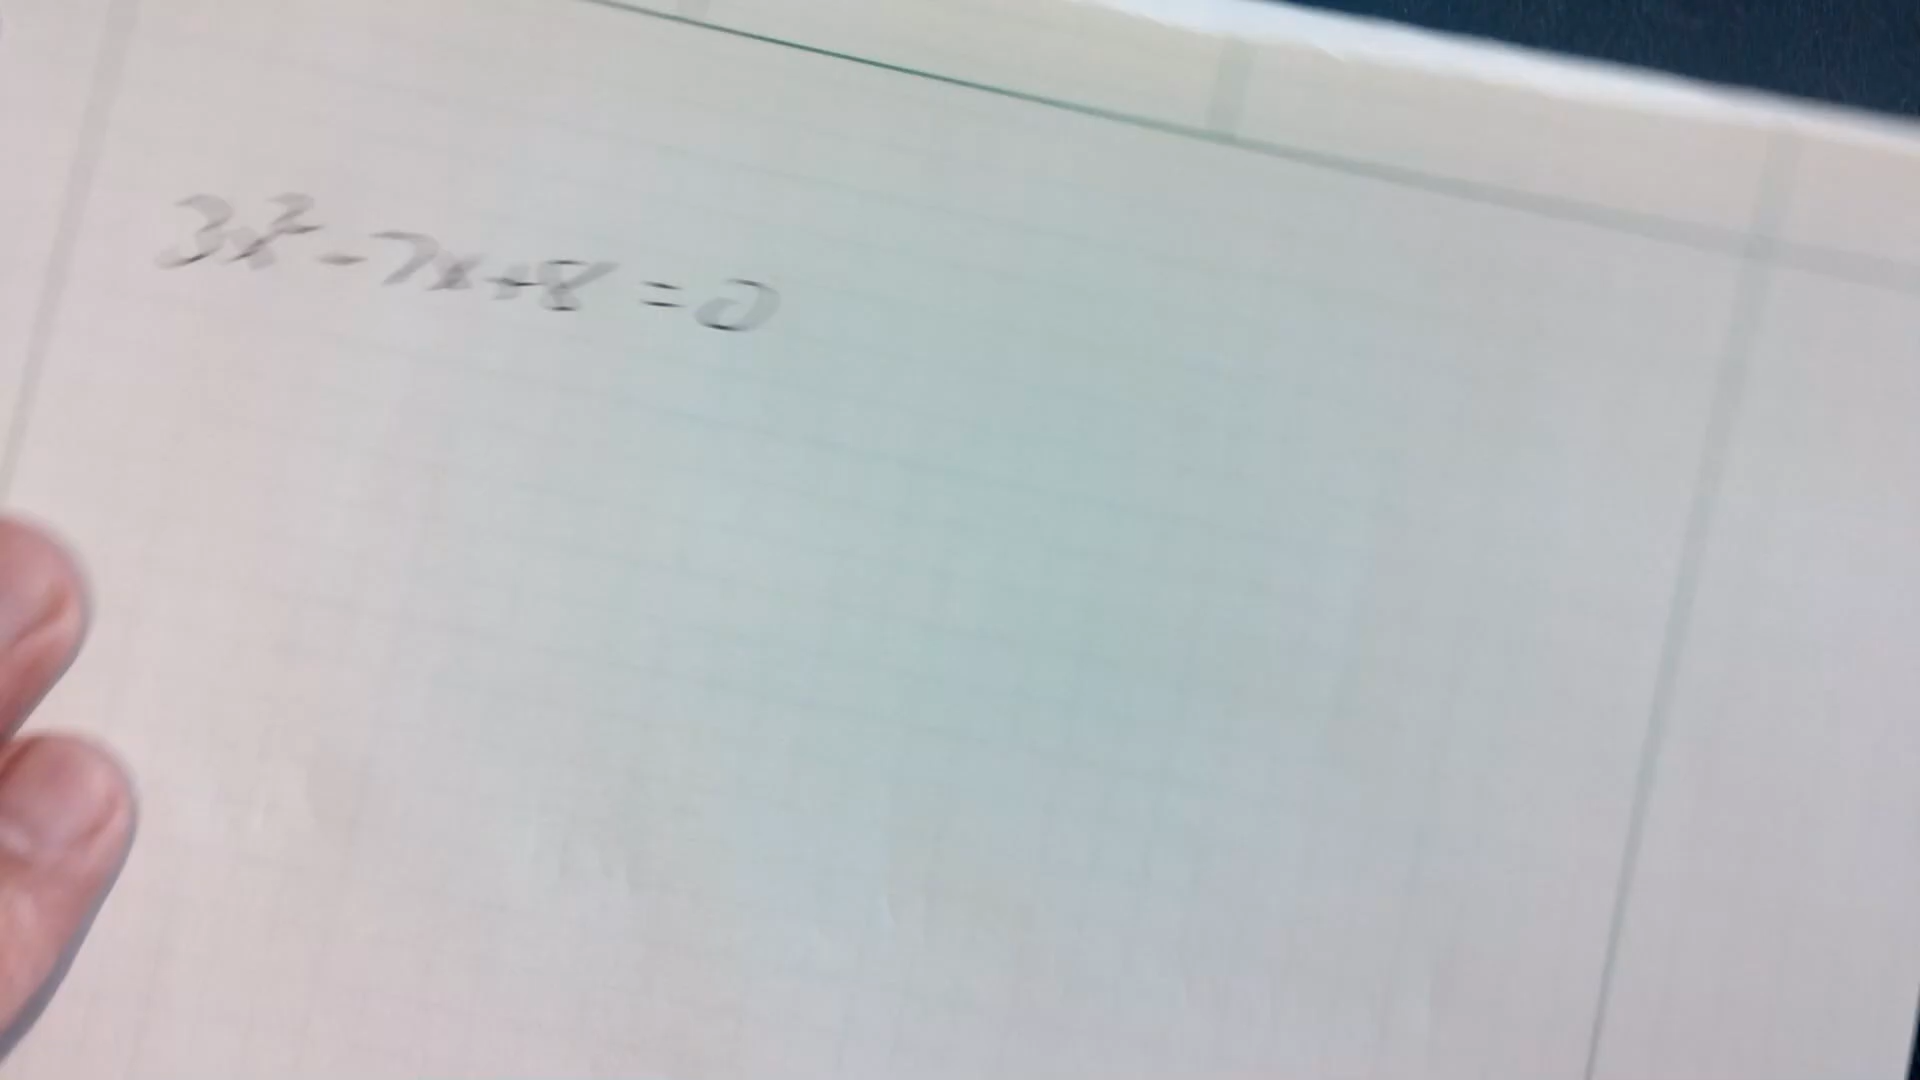 3x² - 7x + 8 = 0